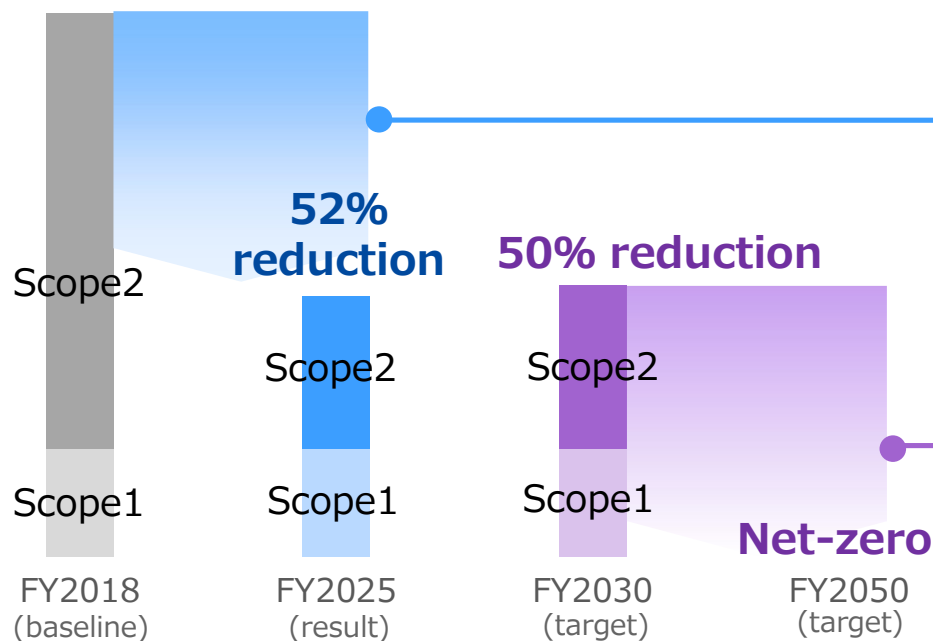 52%
reduction
50% reduction
Scope2
Scope2
Scope2
Scope1
Scope1
Scope1
Net-zero
FY2018
(baseline)
FY2025
(result)
FY2030
(target)
FY2050
(target)